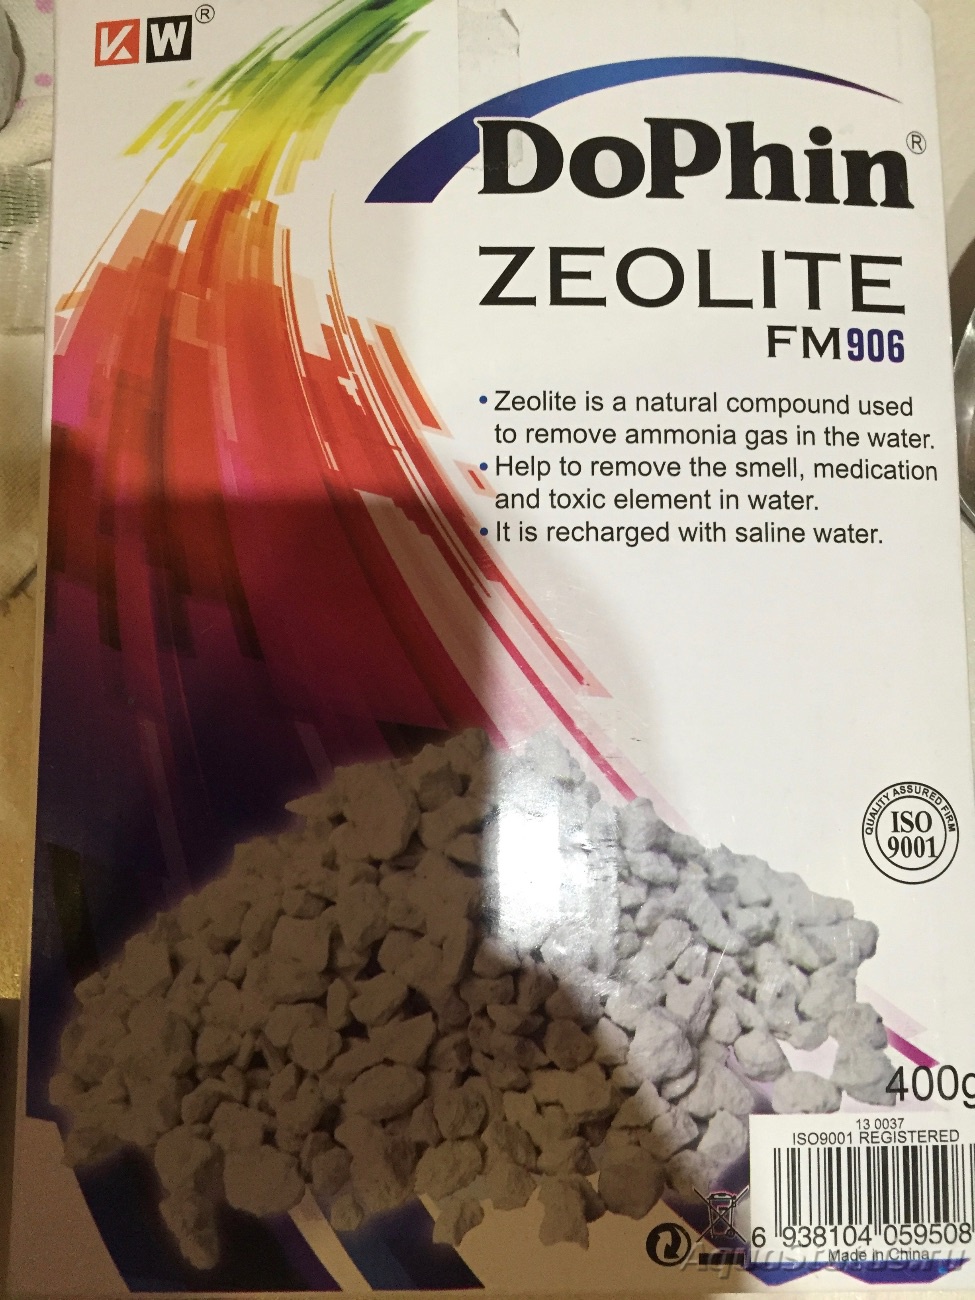 KW®
DoPhin®
ZEOLITE
FM906
• Zeolite is a natural compound used
to remove ammonia gas in the water.
• Help to remove the smell, medication
and toxic element in water.
• It is recharged with saline water.
QUALITY ASSURED FIRM
ISO
9001
400g
13 0037
ISO9001 REGISTERED
6 938104 059508
Made in China